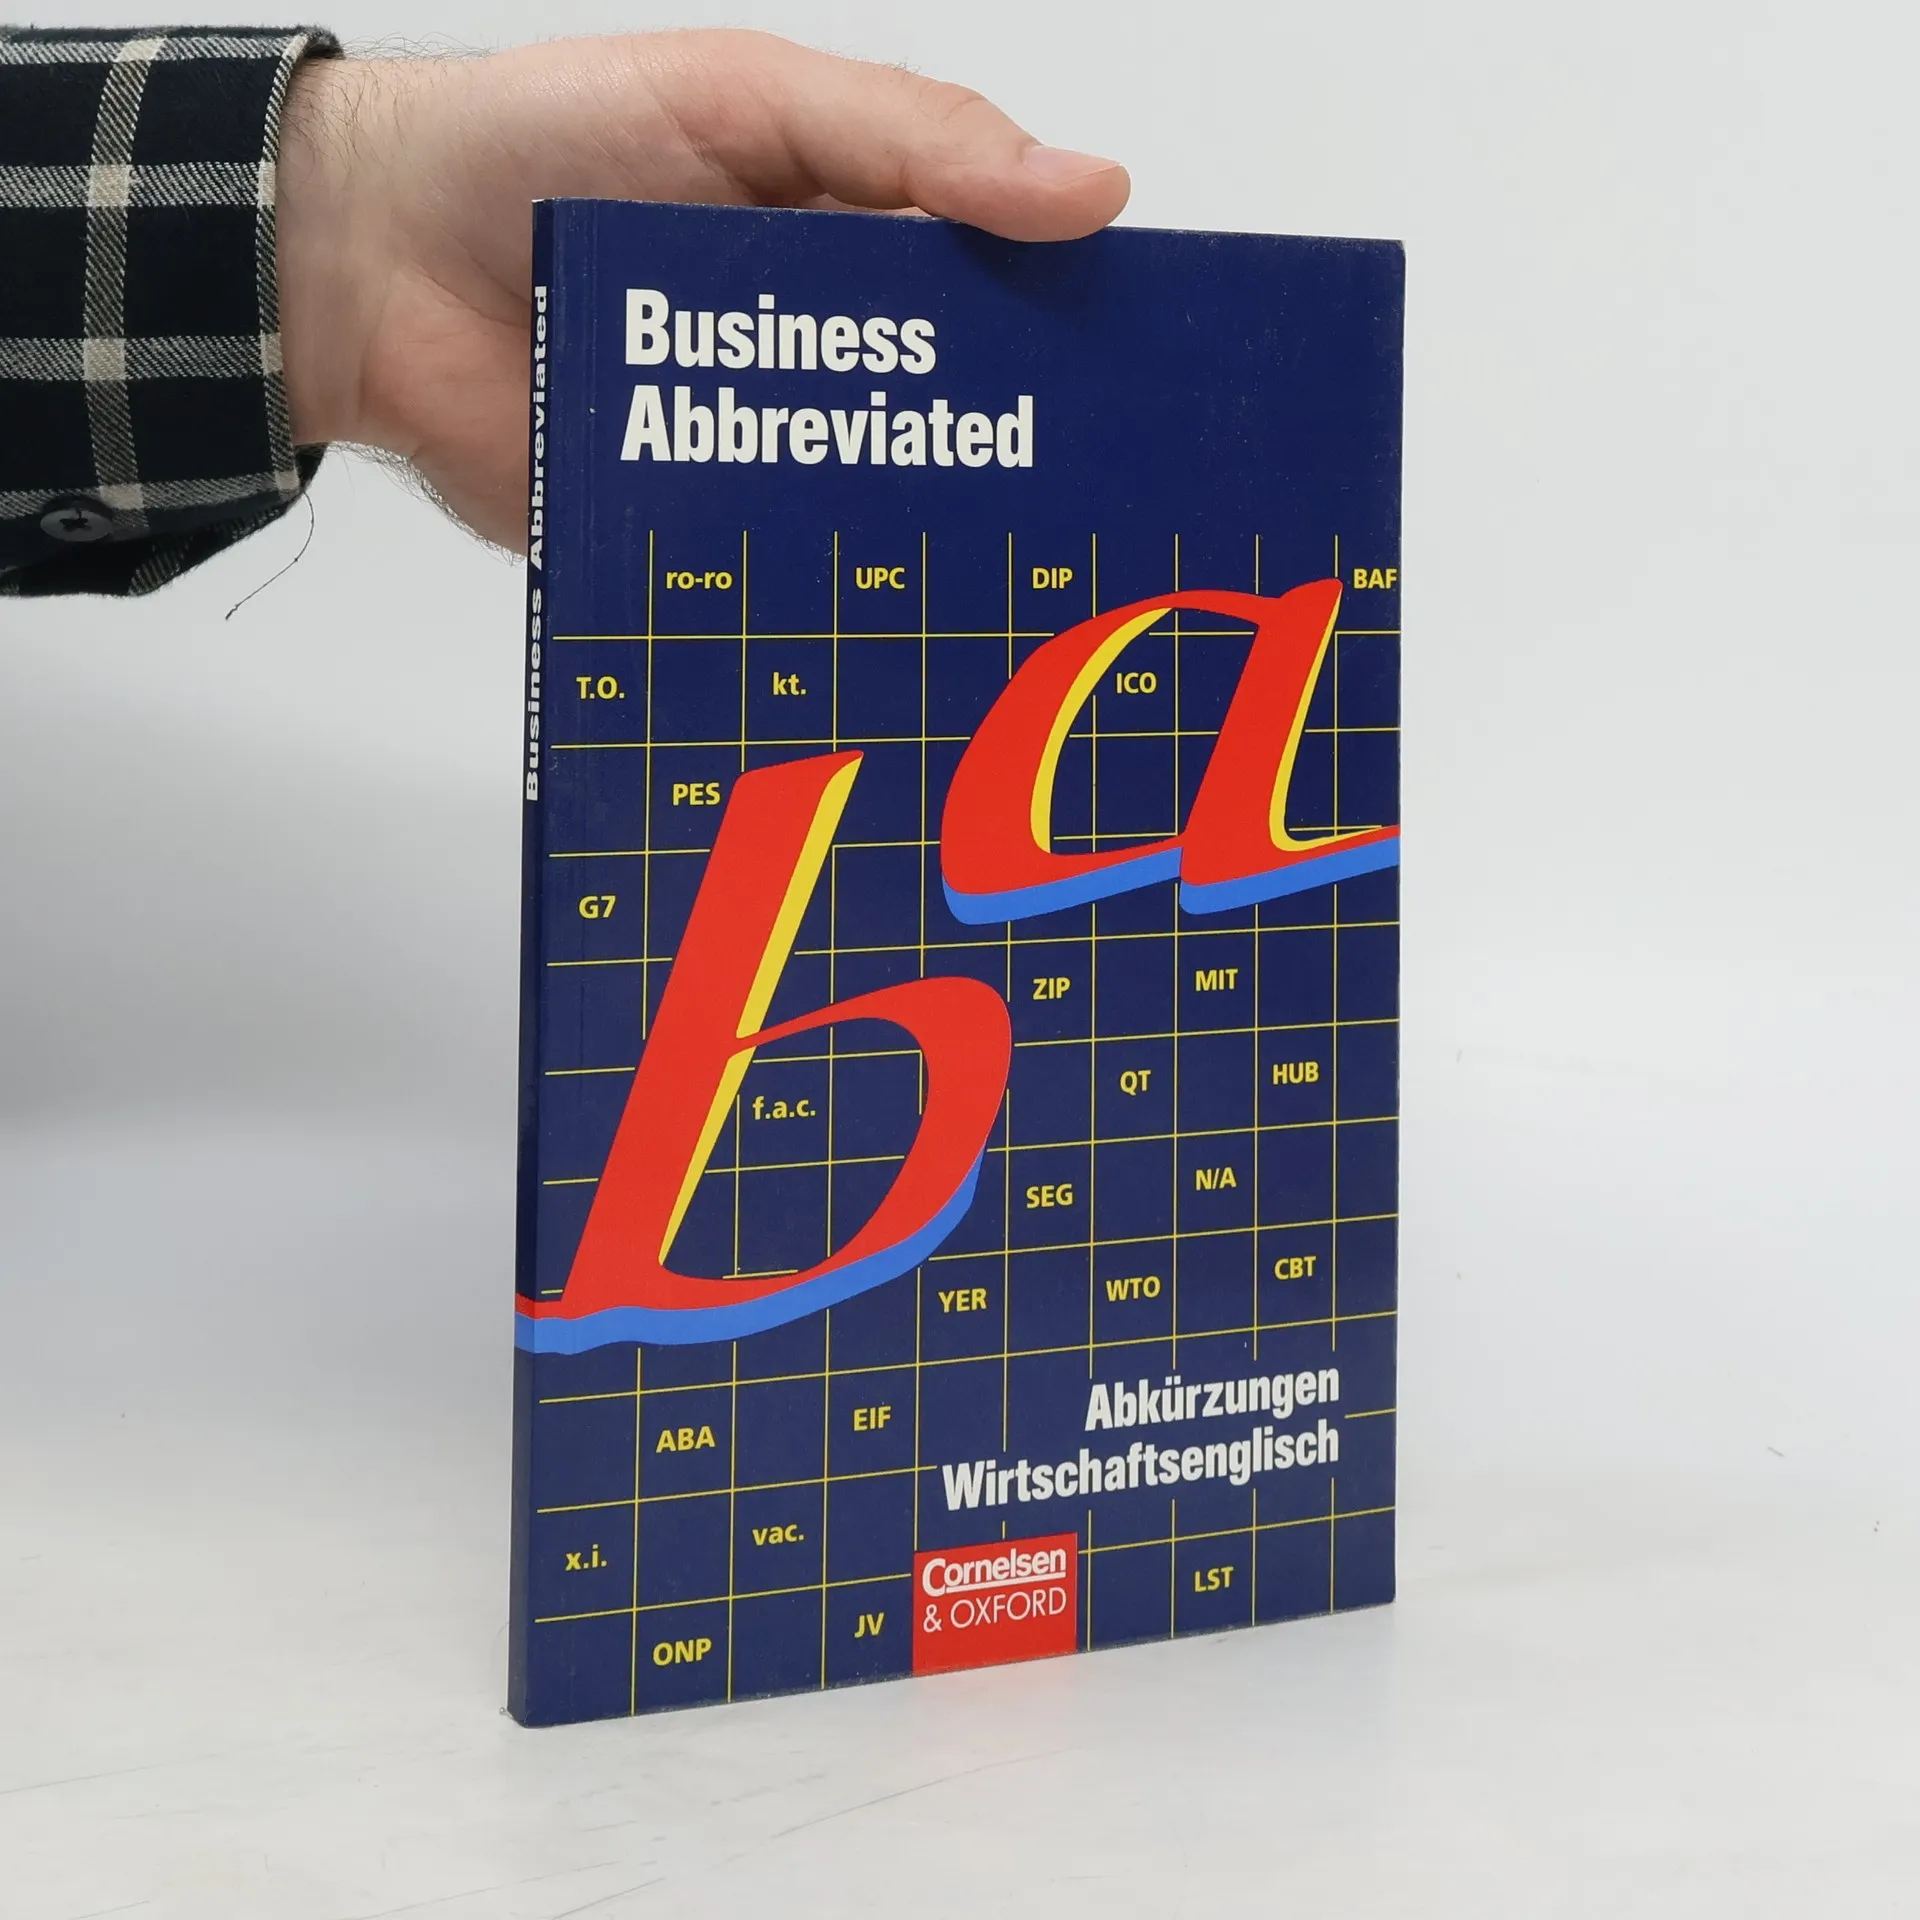 Business Abbreviated
Business
Abbreviated
ro-ro UPC DIP BAF
T.O. kt. ICO
PES
G7
ZIP MIT
QT HUB
f.a.c.
SEG N/A
YER WTO CBT
b a
Abkürzungen
Wirtschaftsenglisch
ABA EIF
x.i. vac.
Cornelsen
& OXFORD
LST
ONP JV